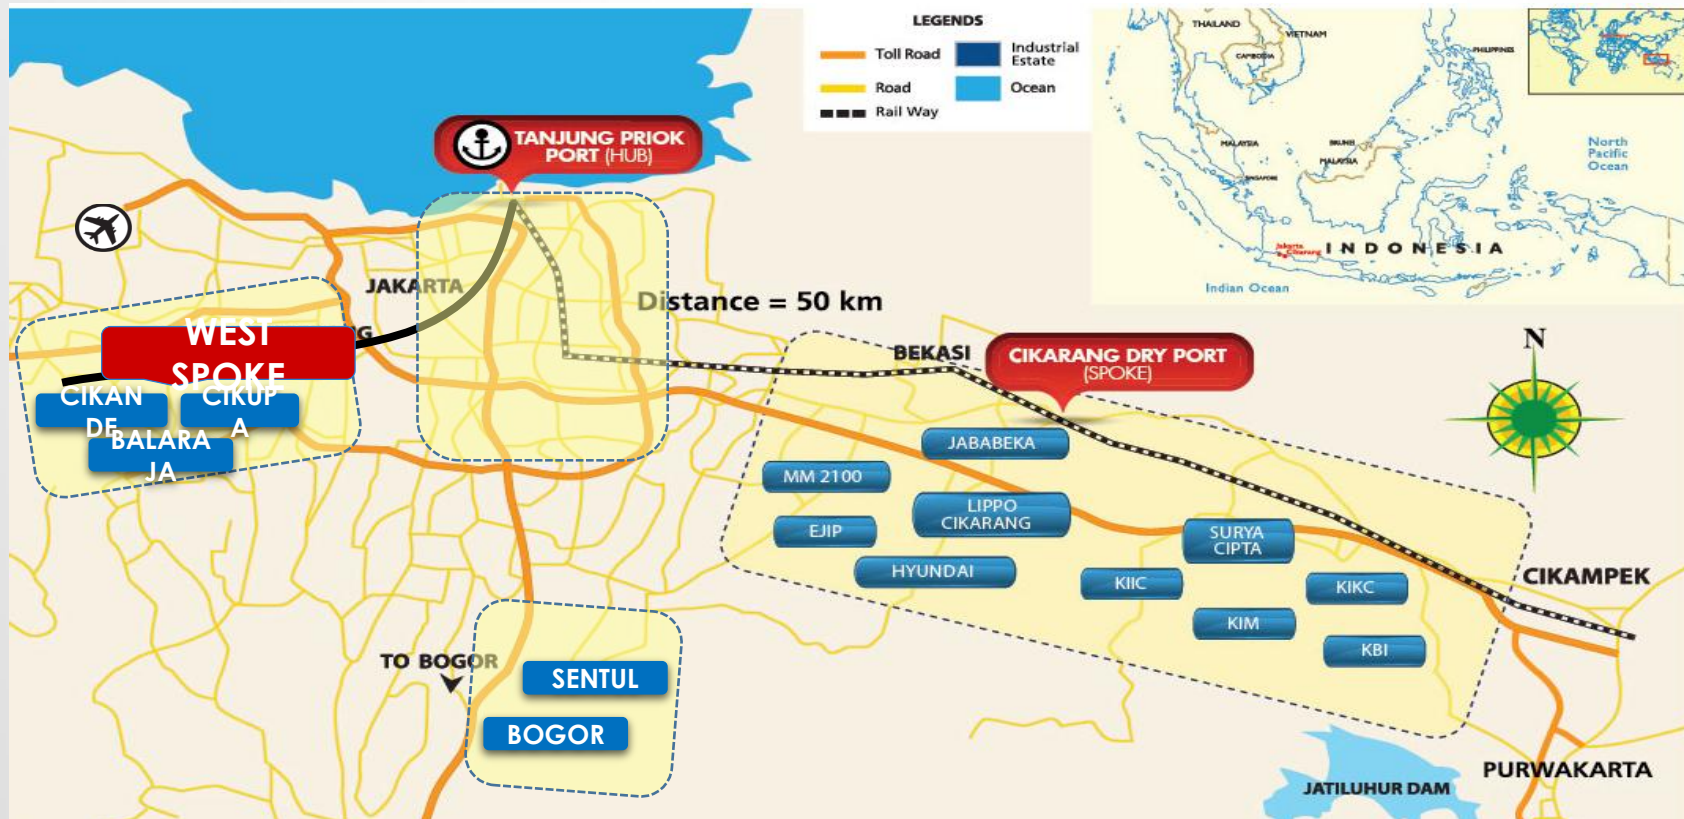 LEGENDS
Toll Road
Industrial
Estate
Road
Ocean
Rail Way
THAILAND
VIETNAM
CAMBODIA
PHILIPPINES
MALAYSIA
BRUNEI
MALAYSIA
SINGAPORE
North
Pacific
Ocean
Jakarta
Cikarang
INDONESIA
Indian Ocean
TANJUNG PRIOK
PORT (HUB)
JAKARTA
Distance = 50 km
NG
WEST
SPOKE
CIKAN
DE
CIKUP
A
BALARA
JA
BEKASI
CIKARANG DRY PORT
(SPOKE)
N
JABABEKA
MM 2100
LIPPO
CIKARANG
EJIP
SURYA
CIPTA
HYUNDAI
KIIC
KIKC
CIKAMPEK
KIM
KBI
TO BOGOR
SENTUL
BOGOR
PURWAKARTA
JATILUHUR DAM